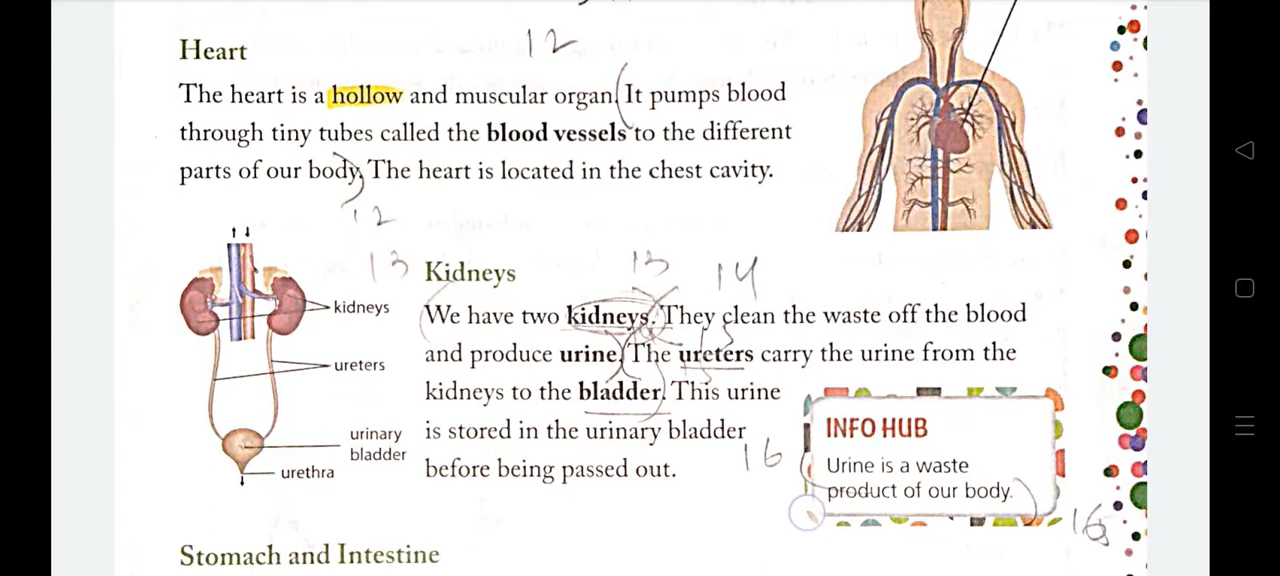 12
Heart
The heart is a hollow and muscular organ. It pumps blood
through tiny tubes called the blood vessels to the different
parts of our body. The heart is located in the chest cavity.
12
13 Kidneys 13 14
We have two kidneys. They clean the waste off the blood
and produce urine. The ureters carry the urine from the
kidneys to the bladder. This urine
is stored in the urinary bladder
before being passed out.
16
kidneys
ureters
urinary
bladder
urethra
INFO HUB
Urine is a waste
product of our body.
16
Stomach and Intestine